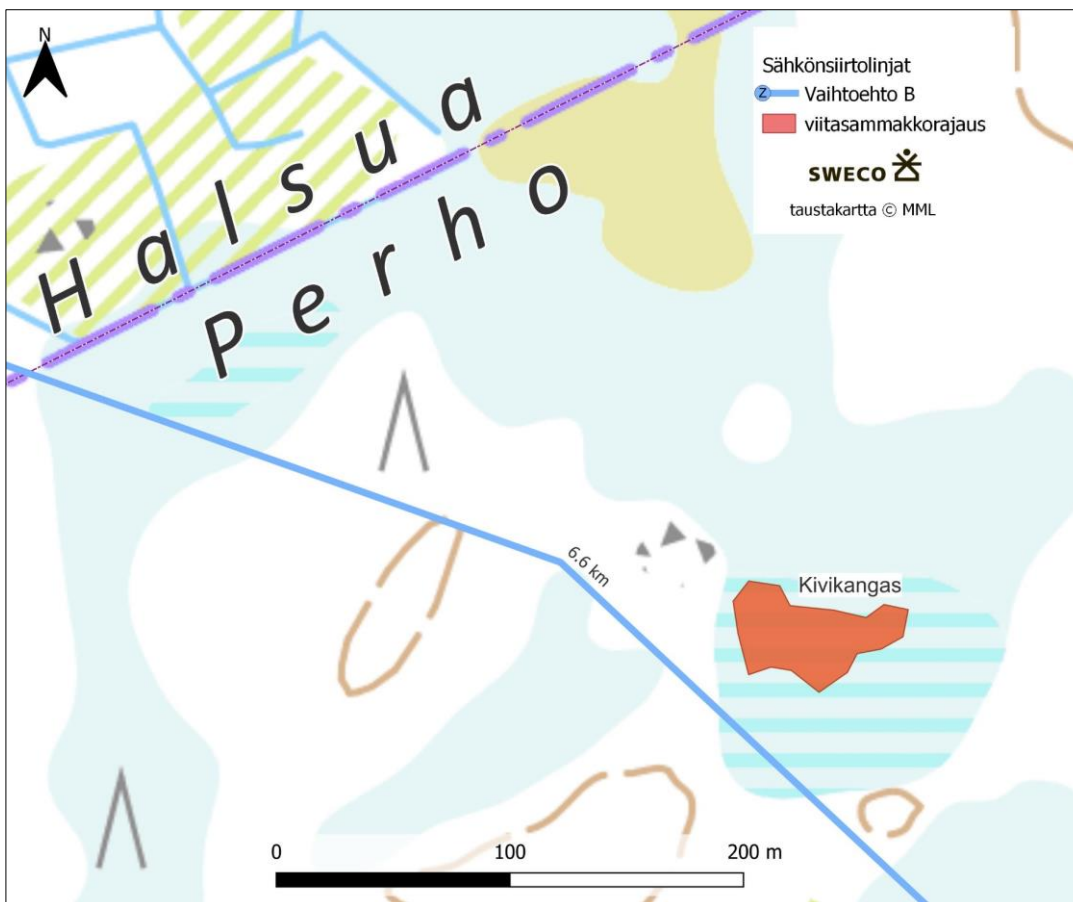 N
Sähkönsiirtolinjat
Z Vaihtoehto B
viitasammakkorajaus
SWECO
taustakartta © MML
Halsua
Perho
6.6 km
Kivikangas
0 100 200 m